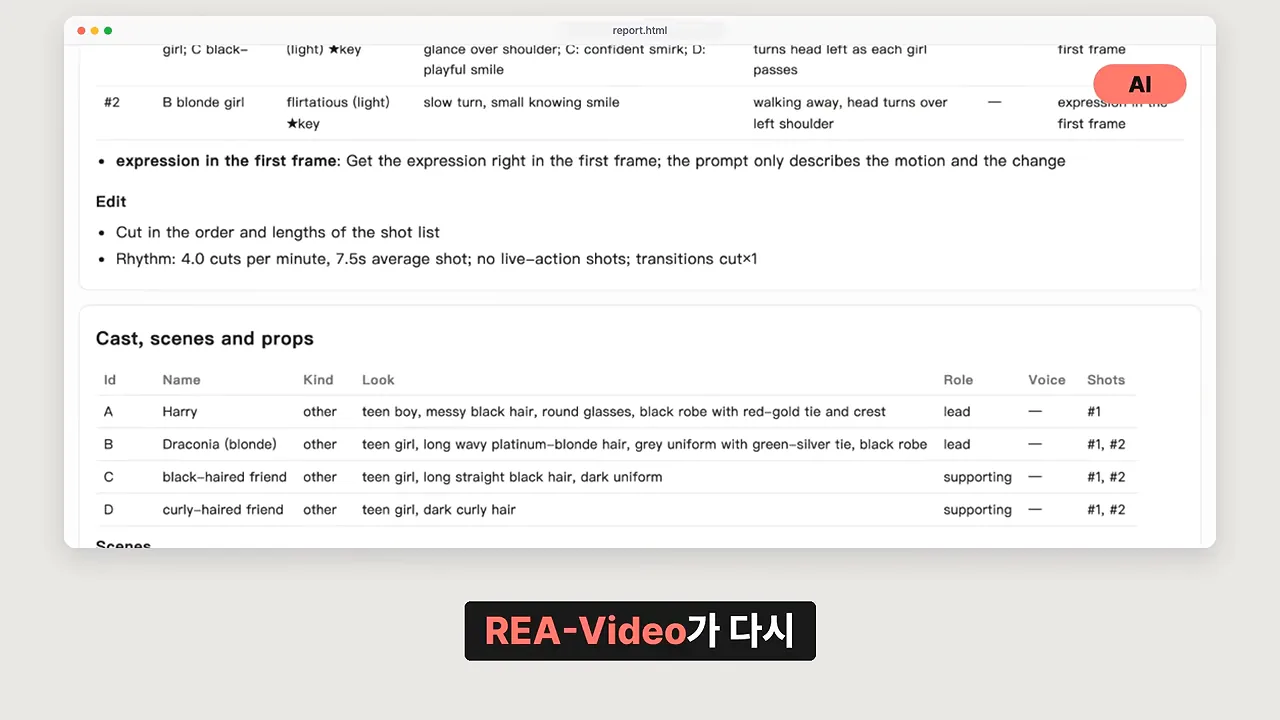 report.html
girl; C black– (light) ★key glance over shoulder; C: confident smirk; D: turns head left as each girl first frame
playful smile passes
AI
#2 B blonde girl flirtatious (light) slow turn, small knowing smile walking away, head turns over — expression in the
★key left shoulder first frame
• expression in the first frame: Get the expression right in the first frame; the prompt only describes the motion and the change
Edit
• Cut in the order and lengths of the shot list
• Rhythm: 4.0 cuts per minute, 7.5s average shot; no live–action shots; transitions cut×1
Cast, scenes and props
Id Name Kind Look Role Voice Shots
A Harry other teen boy, messy black hair, round glasses, black robe with red–gold tie and crest lead — #1
B Draconia (blonde) other teen girl, long wavy platinum–blonde hair, grey uniform with green–silver tie, black robe lead — #1, #2
C black–haired friend other teen girl, long straight black hair, dark uniform supporting — #1, #2
D curly–haired friend other teen girl, dark curly hair supporting — #1, #2
Scenes
REA-Video가 다시